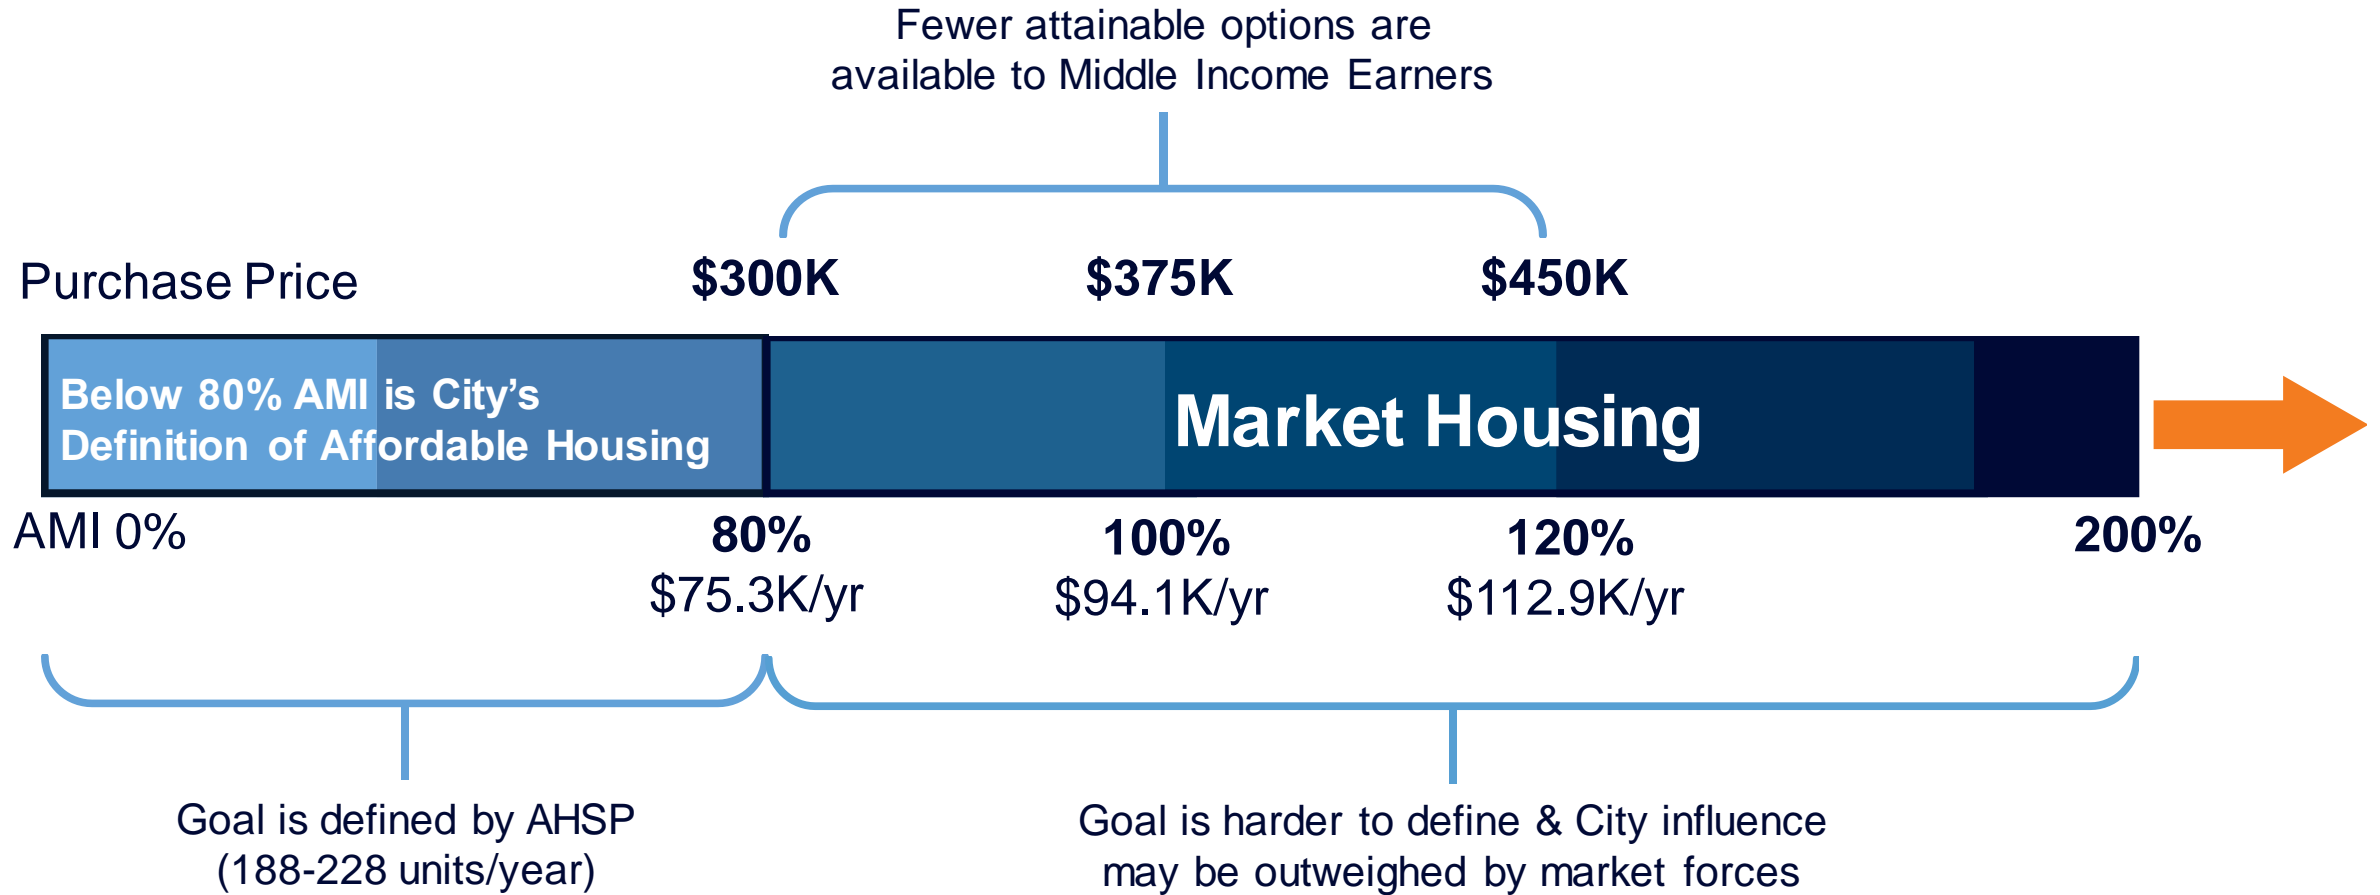 Fewer attainable options are
available to Middle Income Earners
Purchase Price $300K $375K $450K
Below 80% AMI is City’s
Definition of Affordable Housing
Market Housing
AMI 0% 80% 100% 120% 200%
$75.3K/yr $94.1K/yr $112.9K/yr
Goal is defined by AHSP
(188-228 units/year)
Goal is harder to define & City influence
may be outweighed by market forces